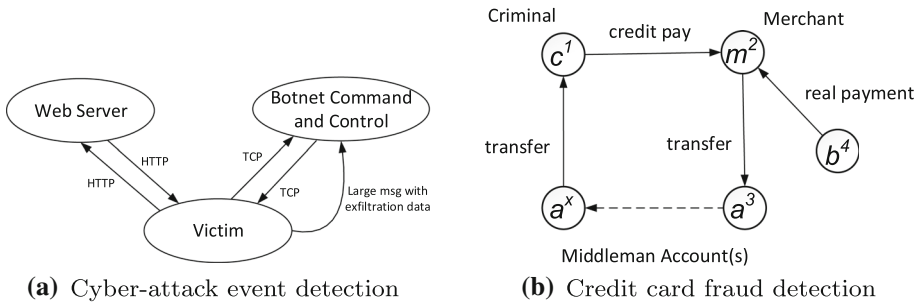 Web Server
Botnet Command
and Control
HTTP
HTTP
TCP
TCP
Large msg with
exfiltration data
Victim
(a) Cyber-attack event detection
Criminal
Merchant
c¹
credit pay
m²
real payment
transfer
transfer
b⁴
aˣ
a³
Middleman Account(s)
(b) Credit card fraud detection